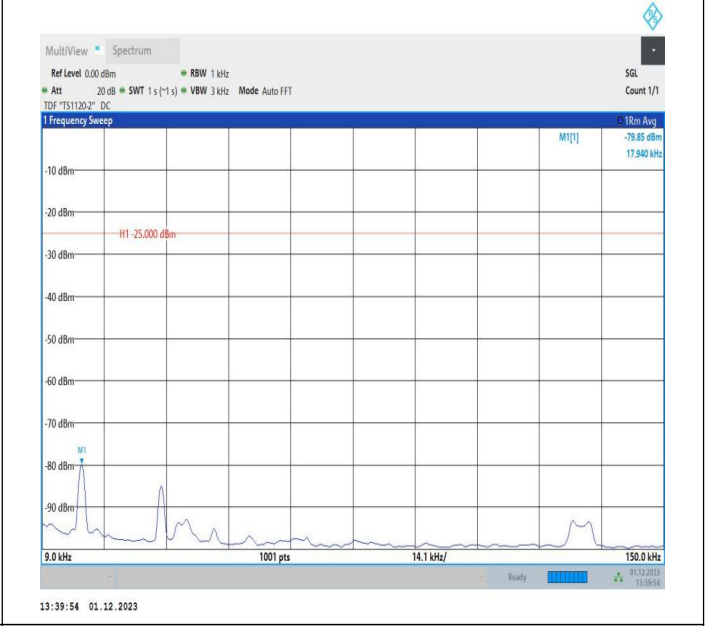 R S
MultiView Spectrum
Ref Level 0.00 dBm RBW 1 kHz SGL
Att 20 dB SWT 1 s (~1 s) VBW 3 kHz Mode Auto FFT Count 1/1
TDF "TS1120-2" DC
1 Frequency Sweep 1Rm Avg
M1[1] -79.85 dBm
17.940 kHz
-10 dBm
-20 dBm
H1 -25.000 dBm
-30 dBm
-40 dBm
-50 dBm
-60 dBm
-70 dBm
M1
-80 dBm
-90 dBm
9.0 kHz 1001 pts 14.1 kHz/ 150.0 kHz
Ready 01.12.2023
13:39:54
13:39:54 01.12.2023